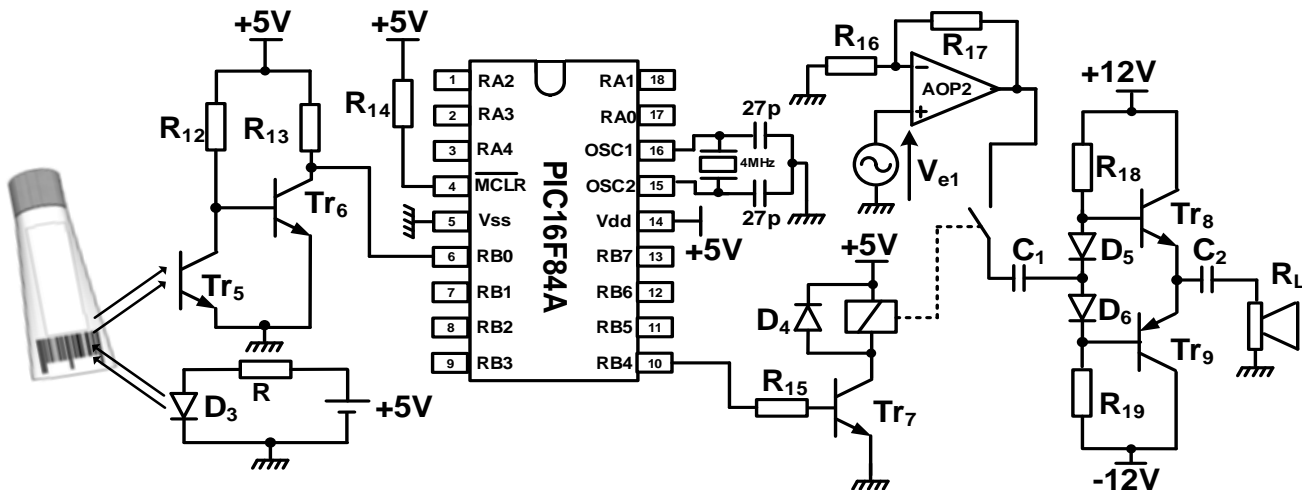 +5V
R12
R13
Tr6
Tr5
D3
R
+5V
+5V
R14
PIC16F84A
1 RA2
2 RA3
3 RA4
4 MCLR
5 Vss
6 RB0
7 RB1
8 RB2
9 RB3
RA1 18
RA0 17
OSC1 16
OSC2 15
Vdd 14
RB7 13
RB6 12
RB5 11
RB4 10
27p
4MHz
27p
+5V
R16
R17
AOP2
Ve1
+5V
D4
R15
Tr7
+12V
R18
Tr8
D5
C1
C2
RL
D6
Tr9
R19
-12V